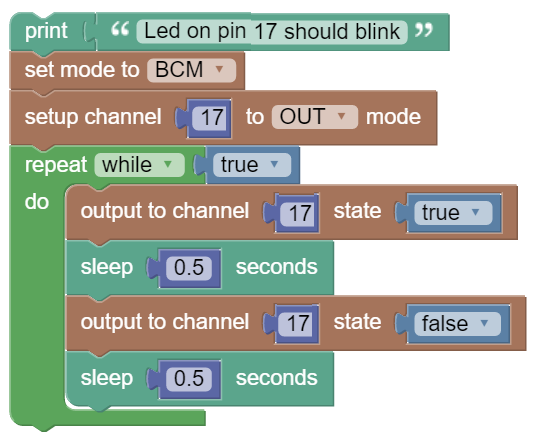 print “ Led on pin 17 should blink ”
set mode to BCM
setup channel 17 to OUT mode
repeat while true
do output to channel 17 state true
sleep 0.5 seconds
output to channel 17 state false
sleep 0.5 seconds